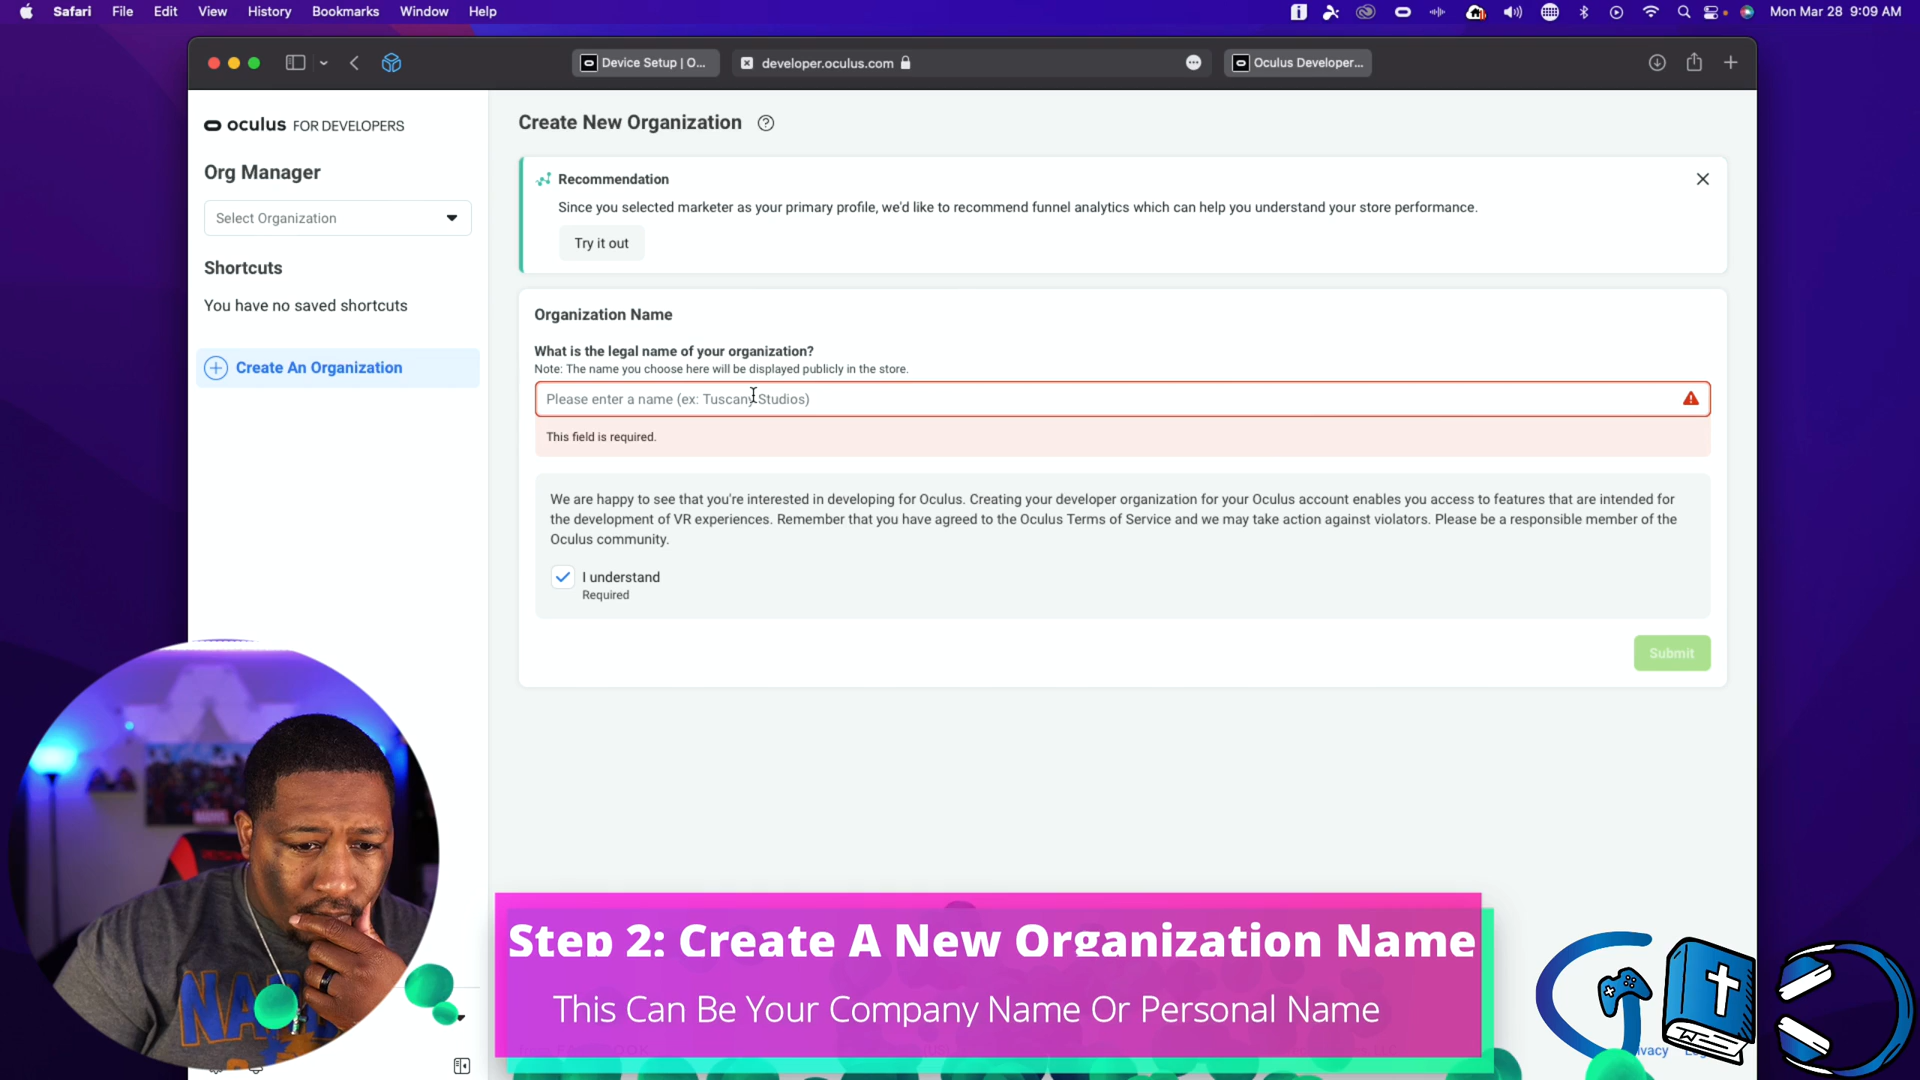 Safari File Edit View History Bookmarks Window Help
Mon Mar 28 9:09 AM
Device Setup | O...
developer.oculus.com
Oculus Developer...
oculus FOR DEVELOPERS
Org Manager
Select Organization
Shortcuts
You have no saved shortcuts
Create An Organization
Create New Organization
Recommendation
Since you selected marketer as your primary profile, we'd like to recommend funnel analytics which can help you understand your store performance.
Try it out
Organization Name
What is the legal name of your organization?
Note: The name you choose here will be displayed publicly in the store.
Please enter a name (ex: Tuscany Studios)
This field is required.
We are happy to see that you're interested in developing for Oculus. Creating your developer organization for your Oculus account enables you access to features that are intended for
the development of VR experiences. Remember that you have agreed to the Oculus Terms of Service and we may take action against violators. Please be a responsible member of the
Oculus community.
I understand
Required
Submit
Step 2: Create A New Organization Name
This Can Be Your Company Name Or Personal Name